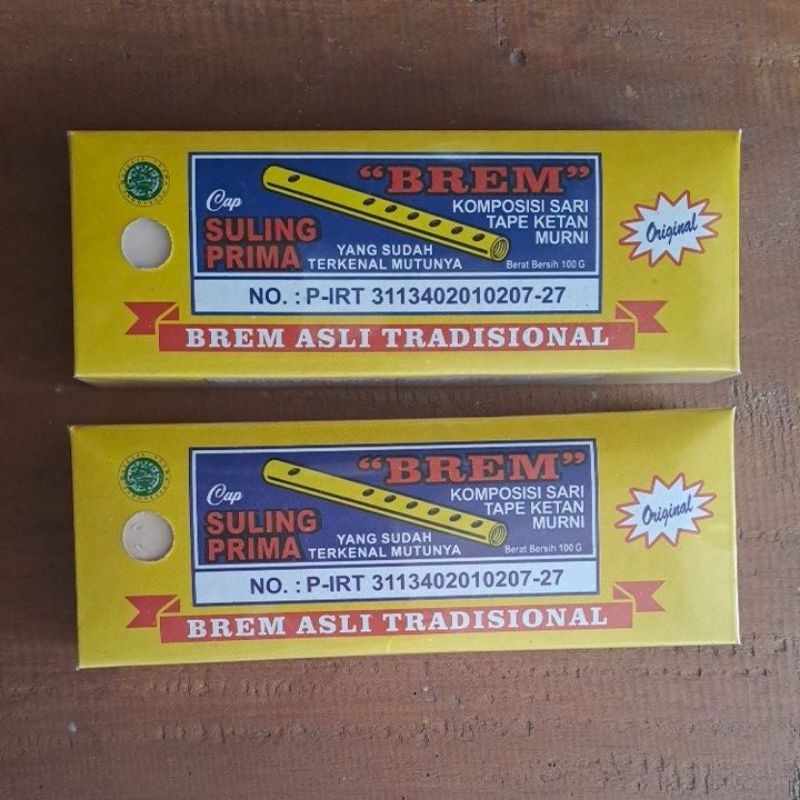 "BREM"
Cap
SULING
PRIMA
KOMPOSISI SARI
TAPE KETAN
MURNI
YANG SUDAH
TERKENAL MUTUNYA
Berat Bersih 100 G
NO. : P-IRT 3113402010207-27
BREM ASLI TRADISIONAL
Original
"BREM"
Cap
SULING
PRIMA
KOMPOSISI SARI
TAPE KETAN
MURNI
YANG SUDAH
TERKENAL MUTUNYA
Berat Bersih 100 G
NO. : P-IRT 3113402010207-27
BREM ASLI TRADISIONAL
Original